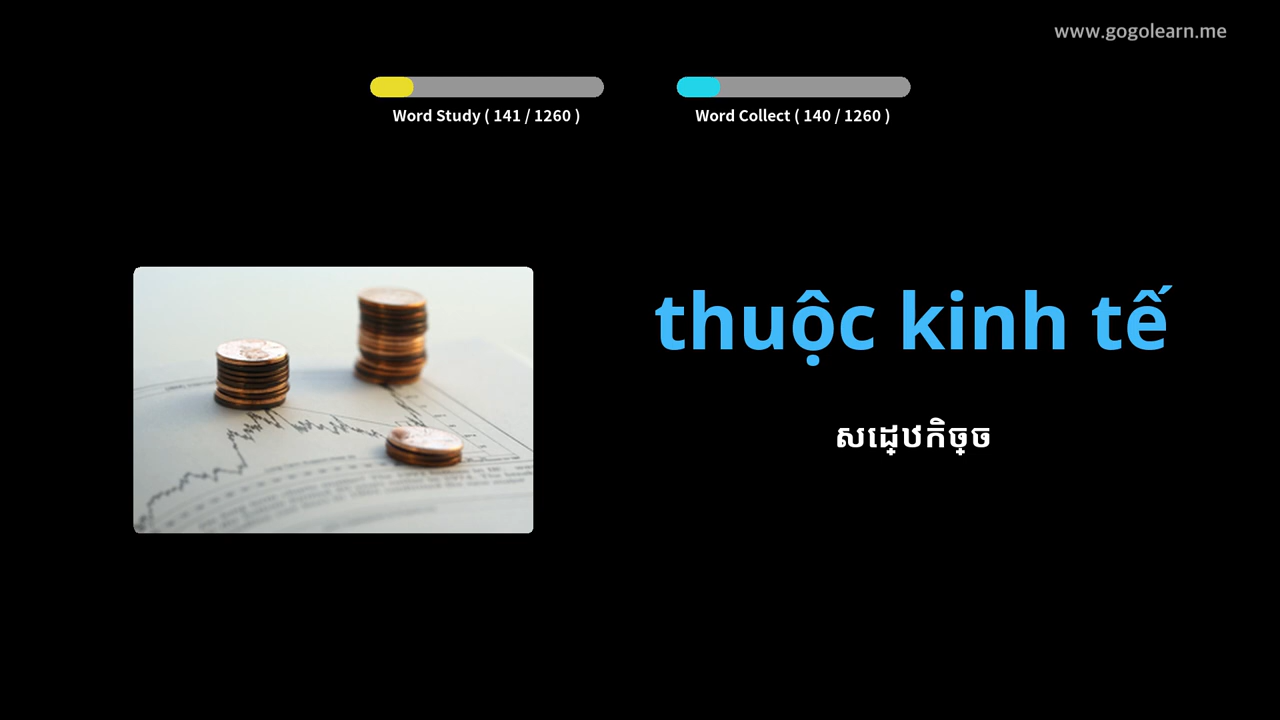 www.gogolearn.me
Word Study ( 141 / 1260 )
Word Collect ( 140 / 1260 )
thuộc kinh tế
សេដ្ឋកិច្ច